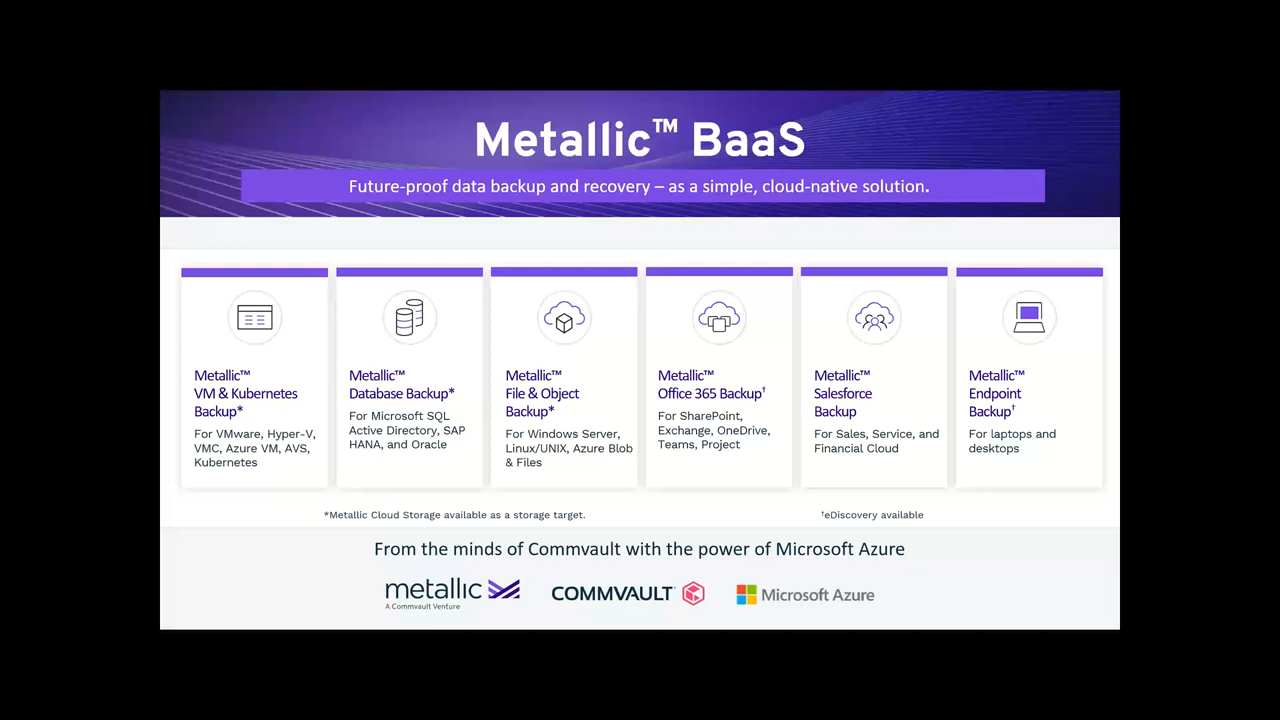 Metallic™ BaaS
Future-proof data backup and recovery – as a simple, cloud-native solution.
Metallic™
VM & Kubernetes
Backup*
For VMware, Hyper-V,
VMC, Azure VM, AVS,
Kubernetes
Metallic™
Database Backup*
For Microsoft SQL
Active Directory, SAP
HANA, and Oracle
Metallic™
File & Object
Backup*
For Windows Server,
Linux/UNIX, Azure Blob
& Files
Metallic™
Office 365 Backup†
For SharePoint,
Exchange, OneDrive,
Teams, Project
Metallic™
Salesforce
Backup
For Sales, Service, and
Financial Cloud
Metallic™
Endpoint
Backup†
For laptops and
desktops
*Metallic Cloud Storage available as a storage target.
†eDiscovery available
From the minds of Commvault with the power of Microsoft Azure
metallic
A Commvault Venture
COMMVAULT
Microsoft Azure